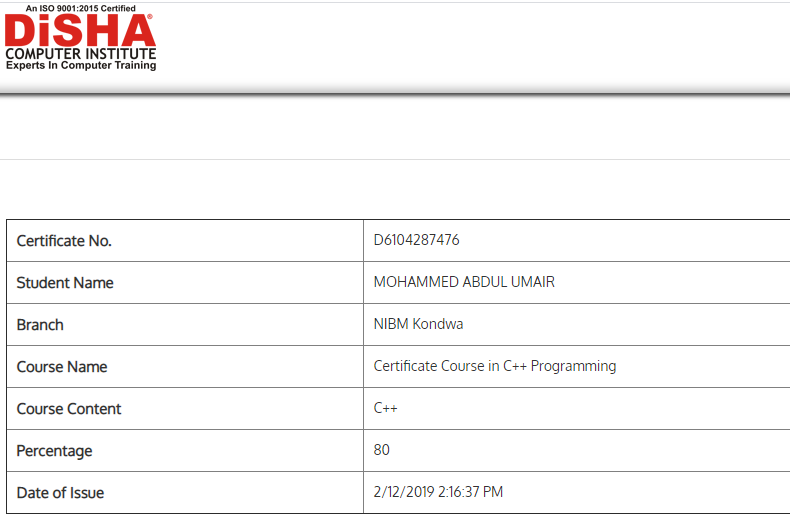 An ISO 9001:2015 Certified
DiSHA®
COMPUTER INSTITUTE
Experts In Computer Training
Certificate No. D6104287476
Student Name MOHAMMED ABDUL UMAIR
Branch NIBM Kondwa
Course Name Certificate Course in C++ Programming
Course Content C++
Percentage 80
Date of Issue 2/12/2019 2:16:37 PM